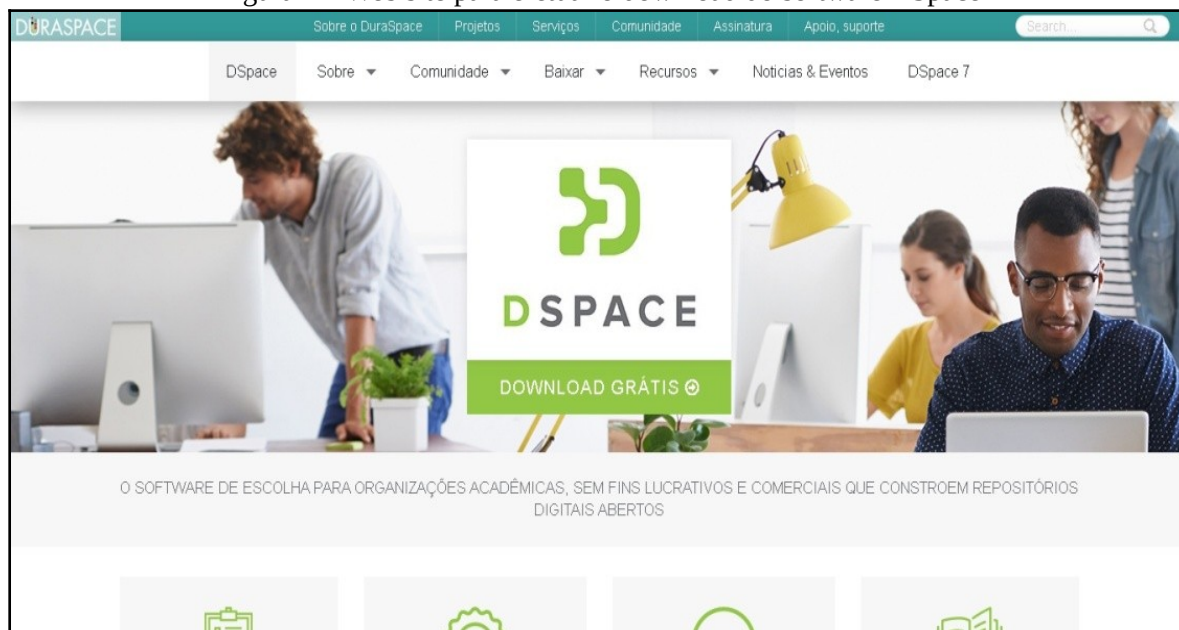 DURASPACE
Sobre o DuraSpace Projetos Serviços Comunidade Assinatura Apoio, suporte Search...
DSpace Sobre Comunidade Baixar Recursos Noticias & Eventos DSpace 7
DSPACE
DOWNLOAD GRÁTIS
O SOFTWARE DE ESCOLHA PARA ORGANIZAÇÕES ACADÊMICAS, SEM FINS LUCRATIVOS E COMERCIAIS QUE CONSTROEM REPOSITÓRIOS
DIGITAIS ABERTOS